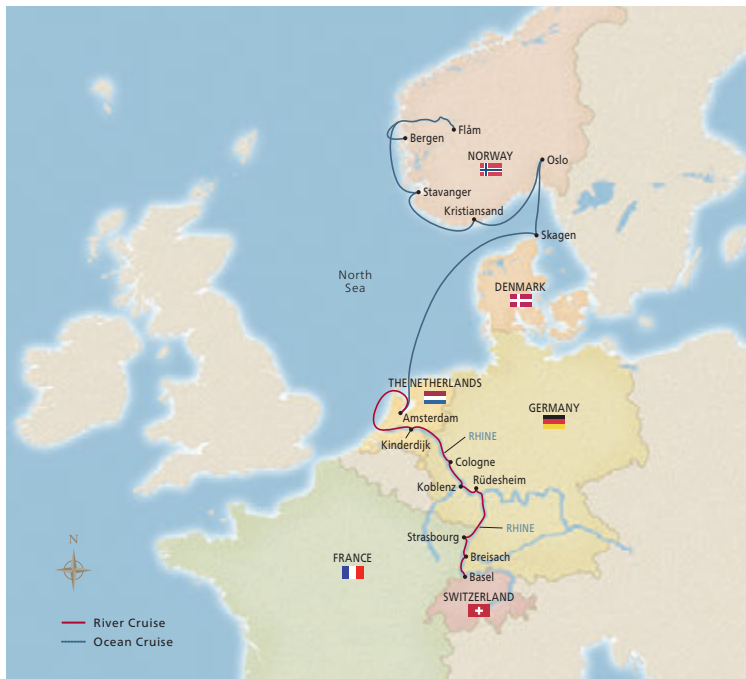 Flåm
Bergen
NORWAY
Oslo
Stavanger
Kristiansand
Skagen
North
Sea
DENMARK
THE NETHERLANDS
GERMANY
Amsterdam
RHINE
Kinderdijk
Cologne
Rüdesheim
Koblenz
RHINE
Strasbourg
N
FRANCE
Breisach
Basel
SWITZERLAND
River Cruise
Ocean Cruise